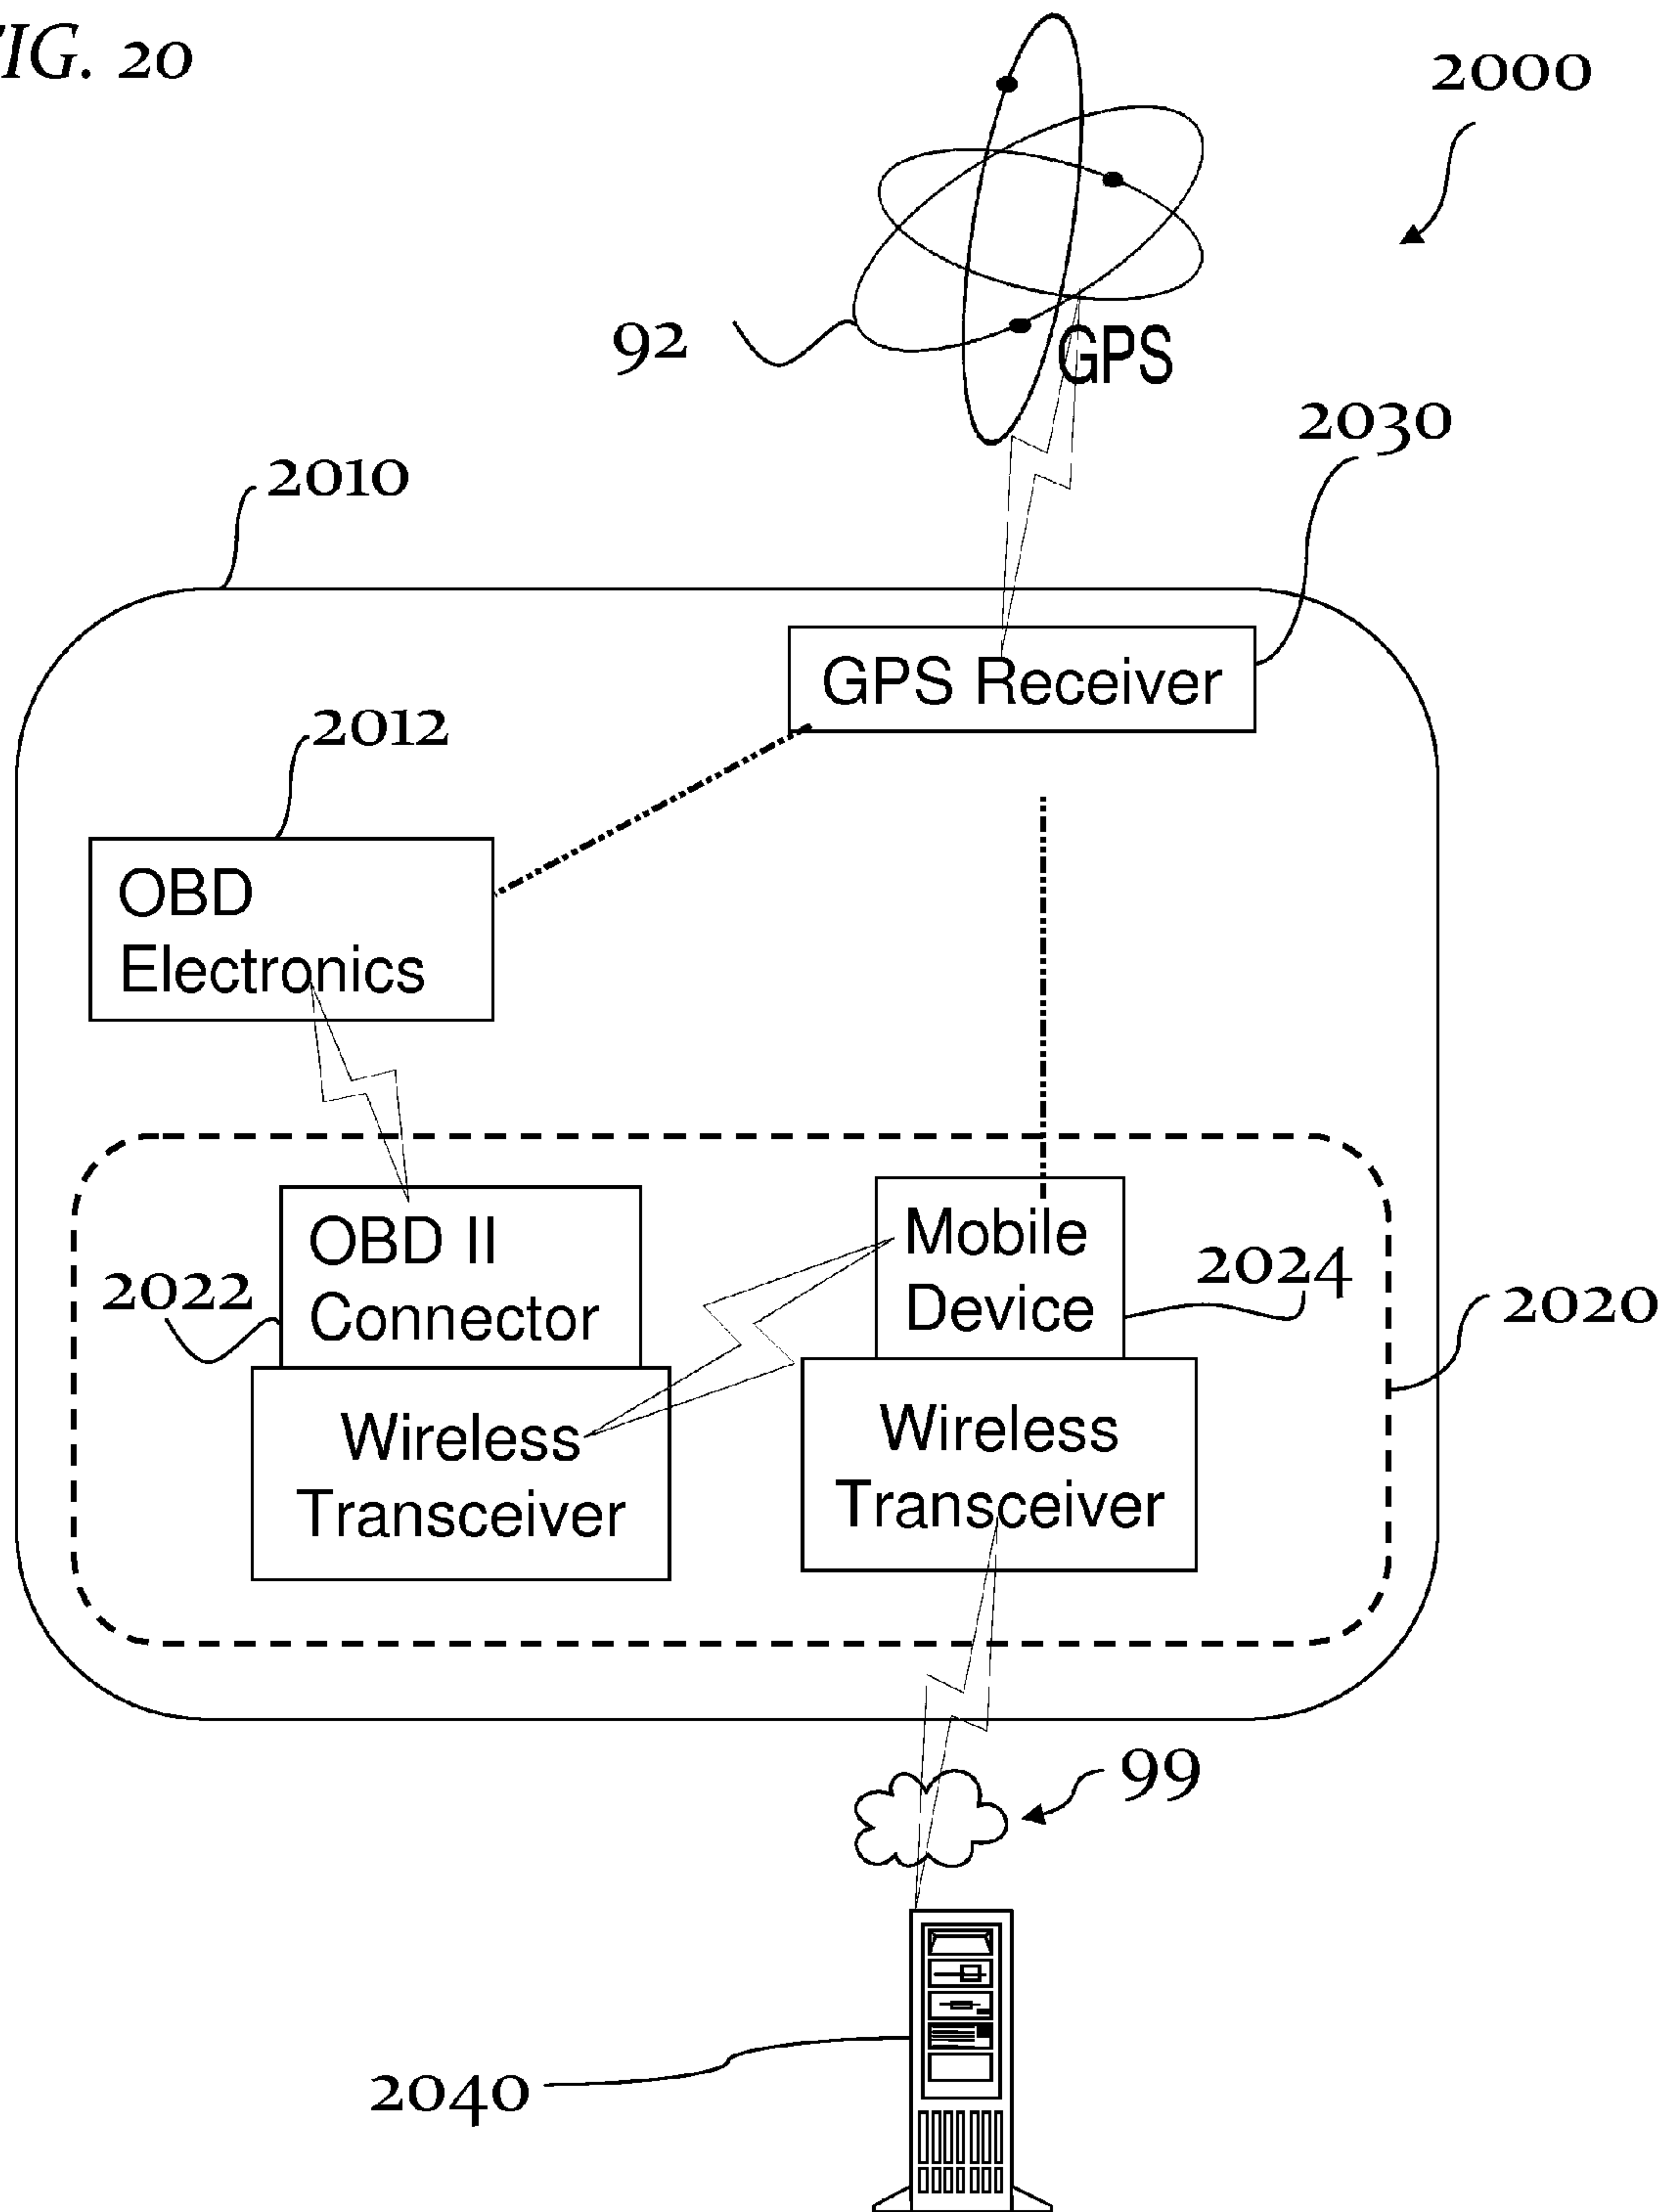 IG. 20
2000
92
GPS
2030
2010
GPS Receiver
2012
OBD
Electronics
OBD II
Connector
2022
Mobile
Device
2024
2020
Wireless
Transceiver
Wireless
Transceiver
99
2040